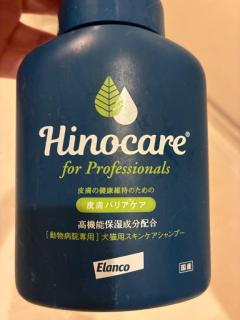 Hinocare®
for Professionals
皮膚の健康維持のための
皮膚バリアケア
高機能保湿成分配合
[動物病院専用]犬猫用スキンケアシャンプー
Elanco
国産